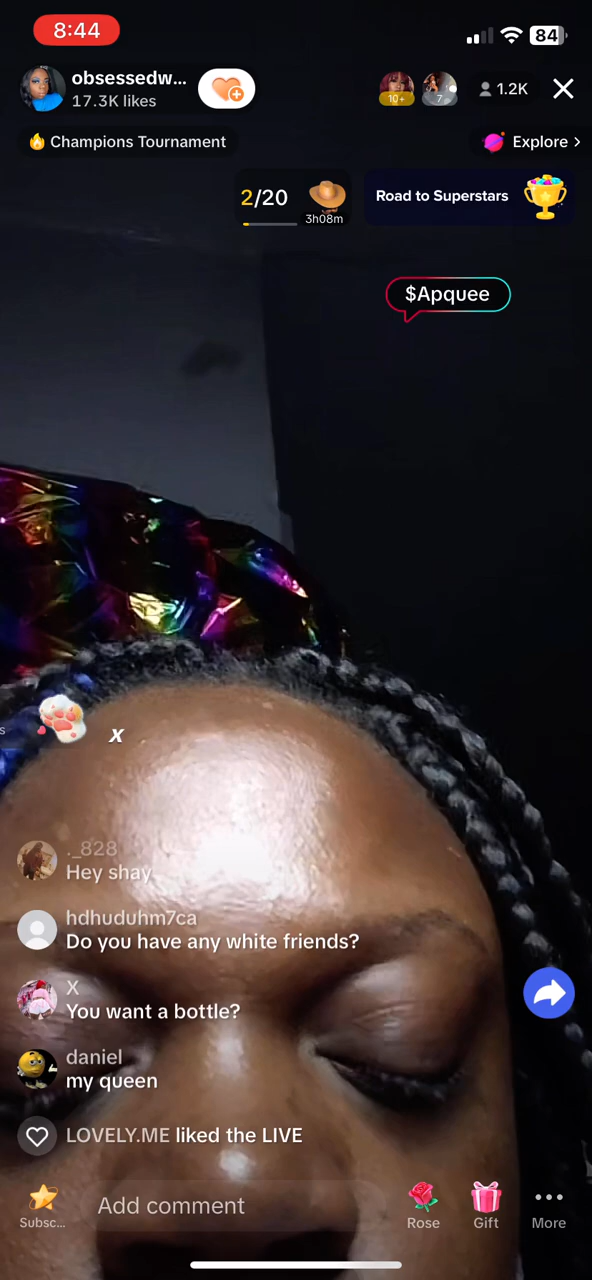 8:44
84
obsessedw...
17.3K likes
10+
7
1.2K
Champions Tournament
Explore >
2/20
3h08m
Road to Superstars
$Apquee
s
x
._828
Hey shay
hdhuduhm7ca
Do you have any white friends?
X
You want a bottle?
daniel
my queen
LOVELY.ME liked the LIVE
Subsc...
Add comment
Rose
Gift
More